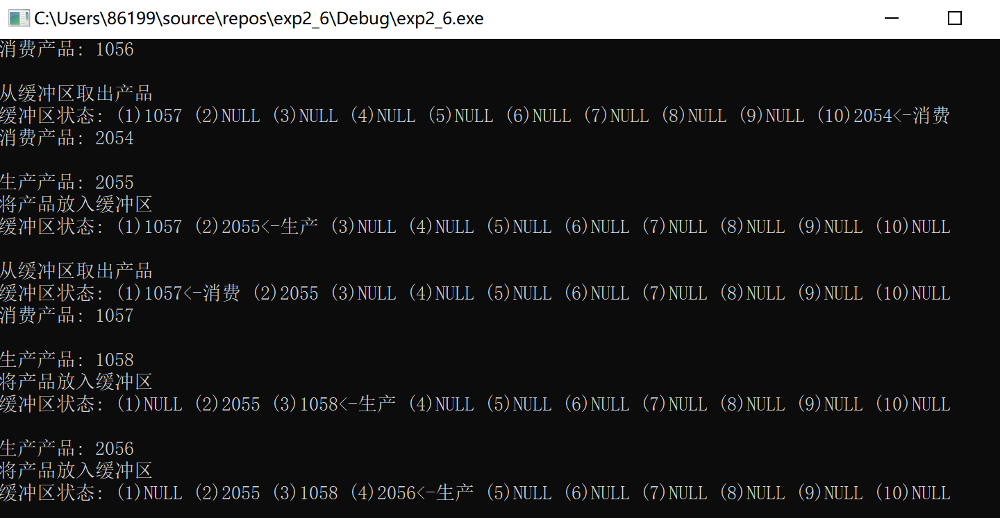 C:\Users\86199\source\repos\exp2_6\Debug\exp2_6.exe
消费产品: 1056
从缓冲区取出产品
缓冲区状态: (1)1057 (2)NULL (3)NULL (4)NULL (5)NULL (6)NULL (7)NULL (8)NULL (9)NULL (10)2054<-消费
消费产品: 2054
生产产品: 2055
将产品放入缓冲区
缓冲区状态: (1)1057 (2)2055<-生产 (3)NULL (4)NULL (5)NULL (6)NULL (7)NULL (8)NULL (9)NULL (10)NULL
从缓冲区取出产品
缓冲区状态: (1)1057<-消费 (2)2055 (3)NULL (4)NULL (5)NULL (6)NULL (7)NULL (8)NULL (9)NULL (10)NULL
消费产品: 1057
生产产品: 1058
将产品放入缓冲区
缓冲区状态: (1)NULL (2)2055 (3)1058<-生产 (4)NULL (5)NULL (6)NULL (7)NULL (8)NULL (9)NULL (10)NULL
生产产品: 2056
将产品放入缓冲区
缓冲区状态: (1)NULL (2)2055 (3)1058 (4)2056<-生产 (5)NULL (6)NULL (7)NULL (8)NULL (9)NULL (10)NULL